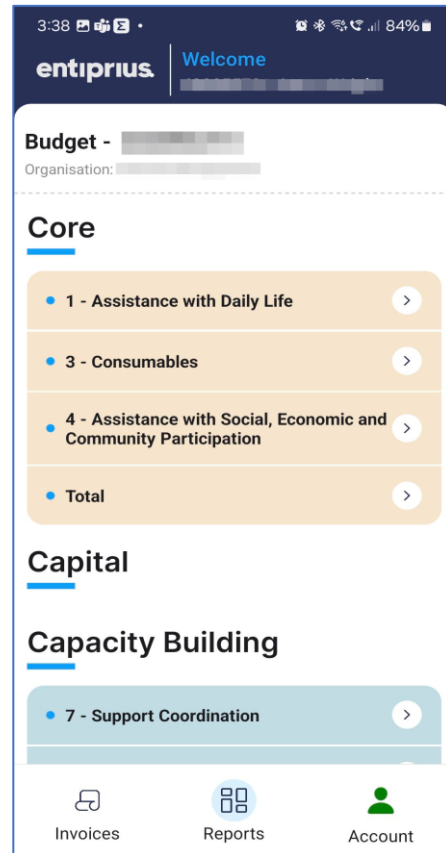 3:38
84%
entiprius.
Welcome
Budget -
Organisation:
Core
1 - Assistance with Daily Life
3 - Consumables
4 - Assistance with Social, Economic and
Community Participation
Total
Capital
Capacity Building
7 - Support Coordination
Invoices
Reports
Account